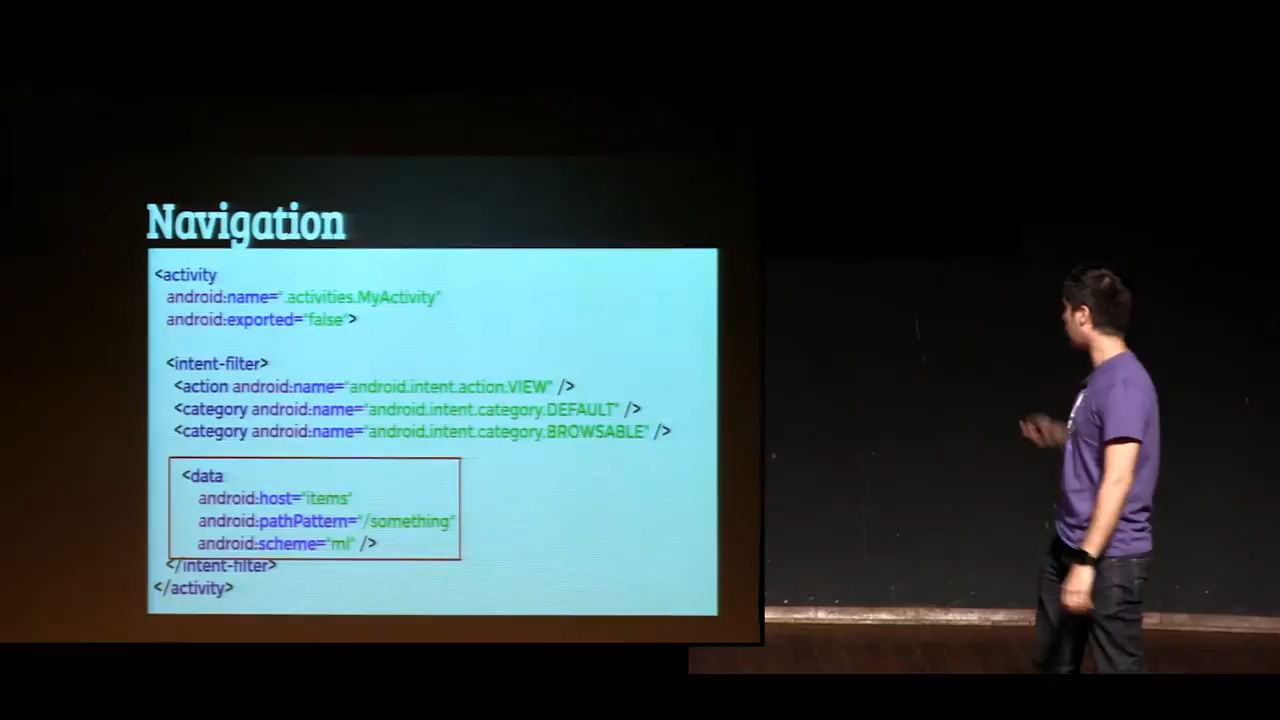 Navigation
<activity
android:name=".activities.MyActivity"
android:exported="false">
<intent-filter>
<action android:name="android.intent.action.VIEW" />
<category android:name="android.intent.category.DEFAULT" />
<category android:name="android.intent.category.BROWSABLE" />
<data
android:host="items"
android:pathPattern="/something"
android:scheme="ml" />
</intent-filter>
</activity>